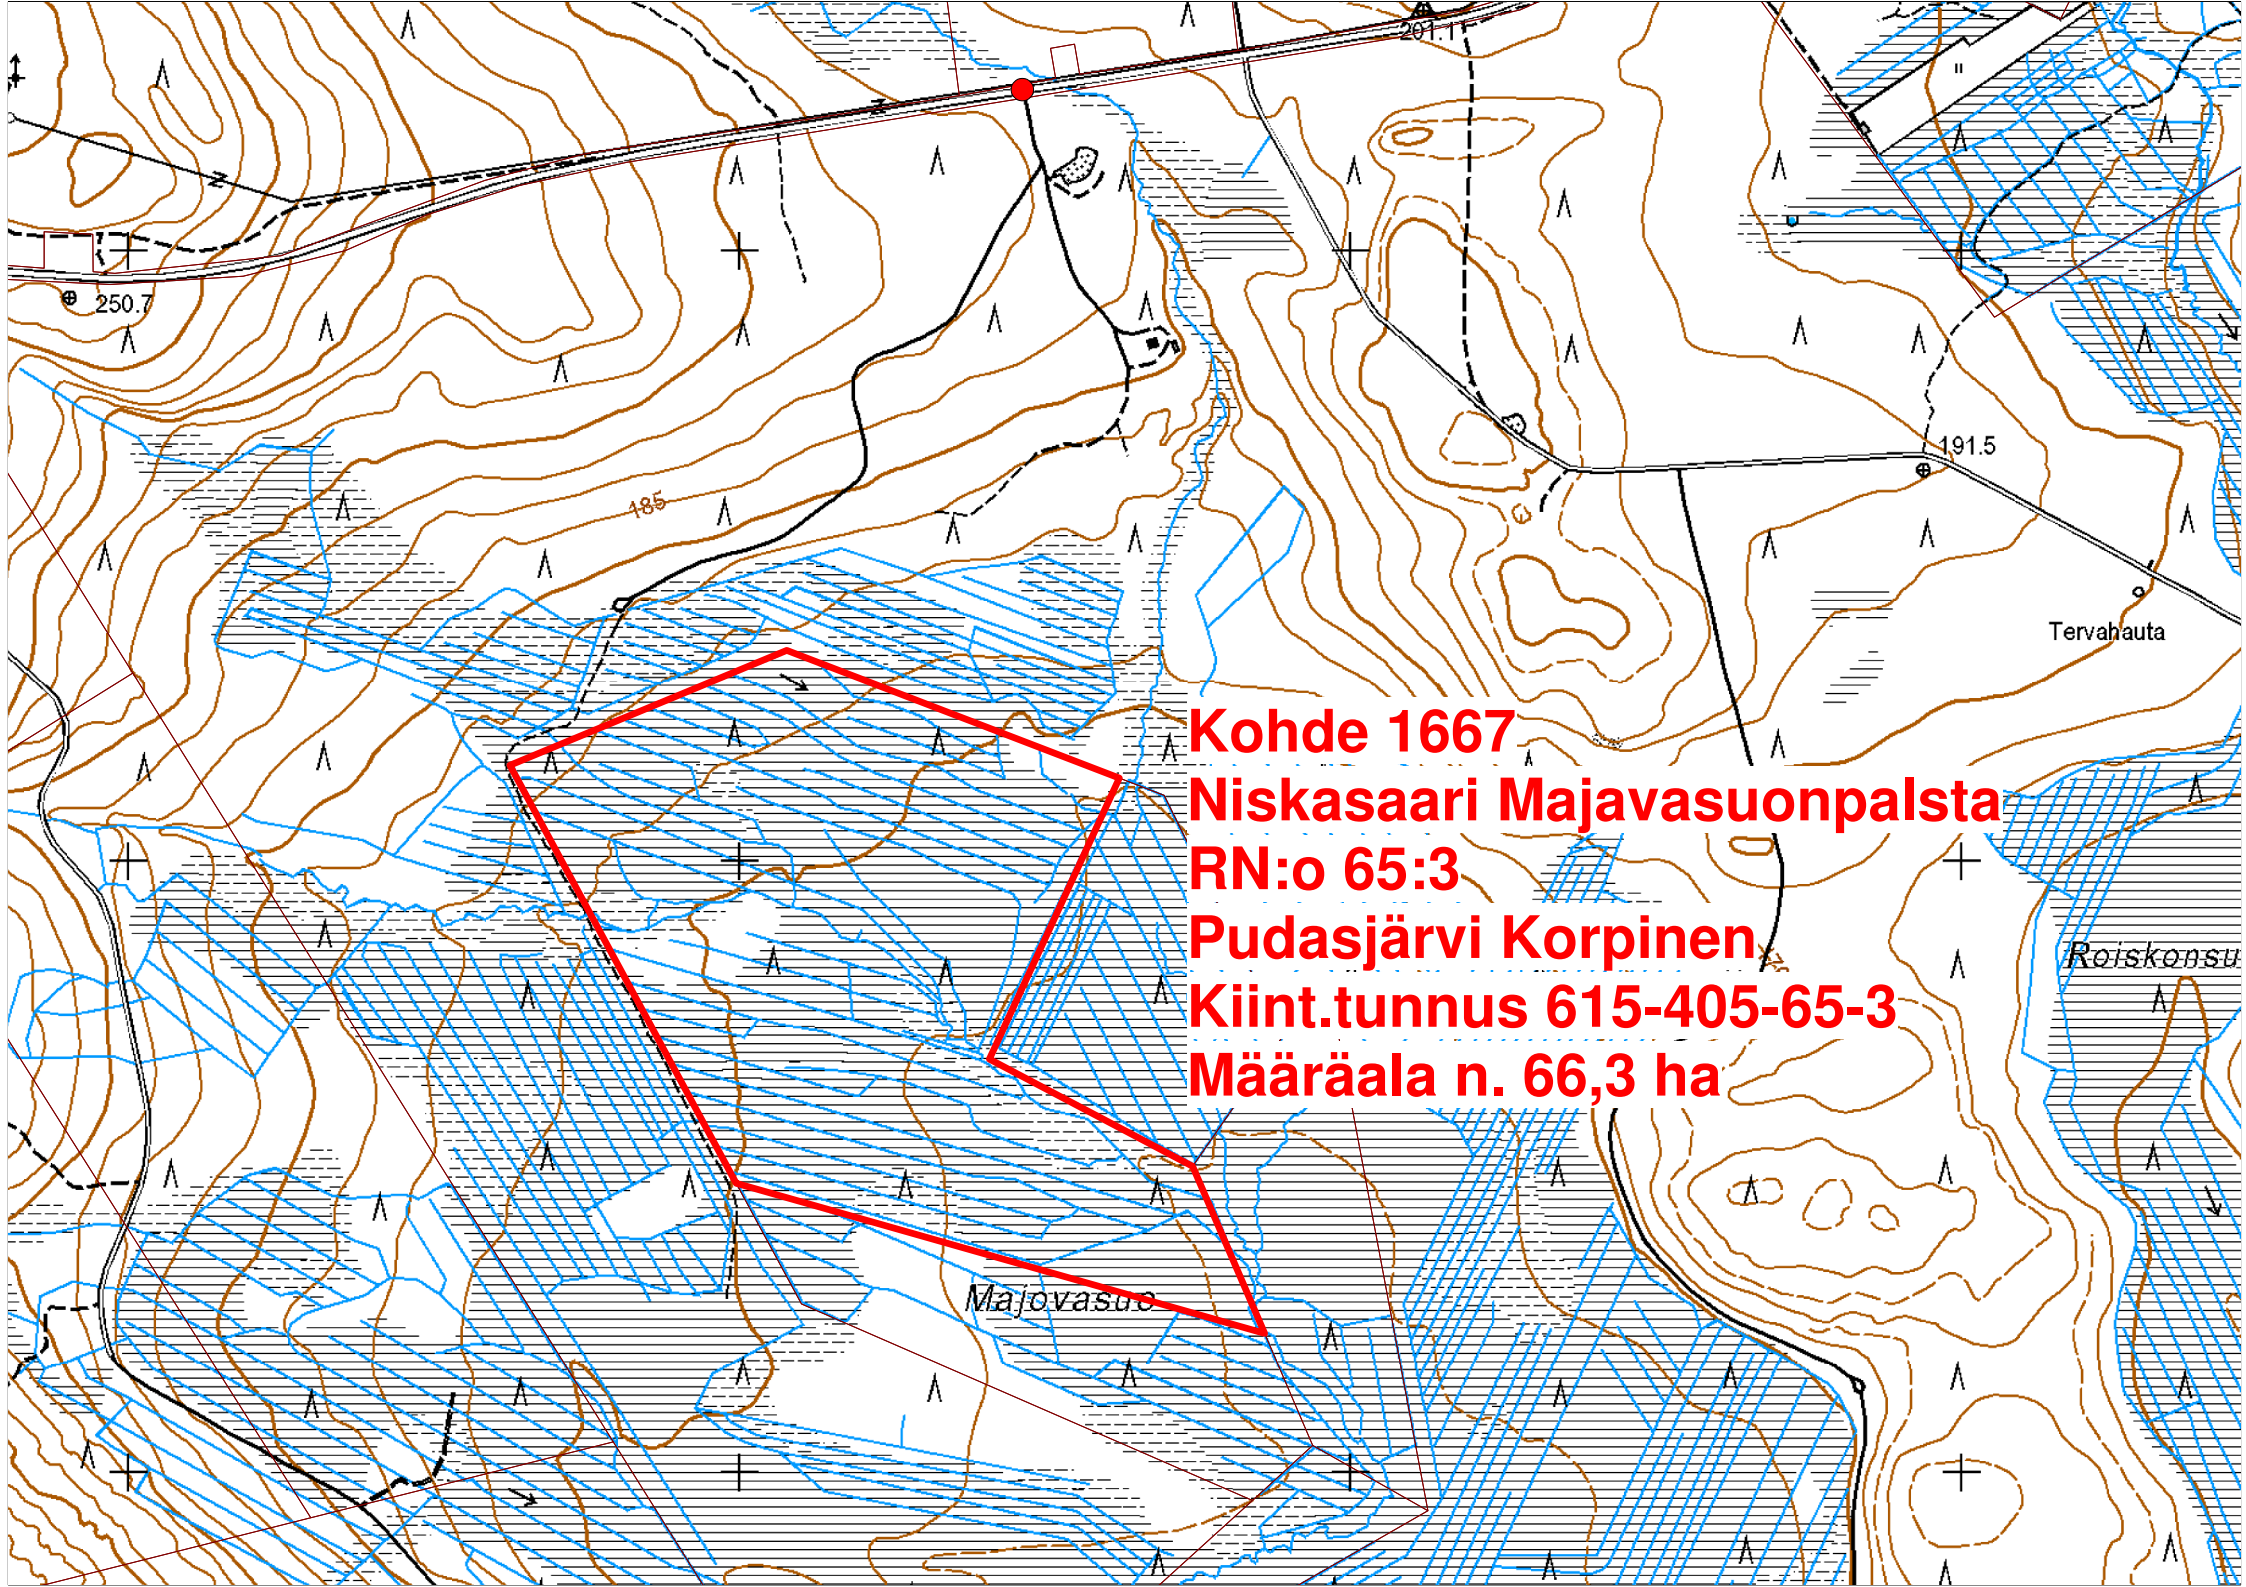 201.1
250.7
191.5
185
Tervahauta
Kohde 1667
Niskasaari Majavasuonpalsta
RN:o 65:3
Pudasjärvi Korpinen
Roiskonsu
Kiint.tunnus 615-405-65-3
Määräala n. 66,3 ha
Majovasuo